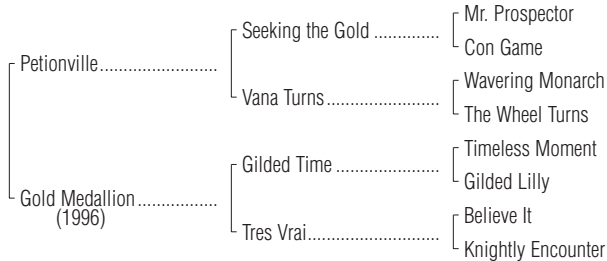 Mr. Prospector
Seeking the Gold ..............
Con Game
Petionville.........................
Wavering Monarch
Vana Turns ........................
The Wheel Turns
Timeless Moment
Gilded Time ......................
Gilded Lilly
Gold Medallion.................
(1996)
Believe It
Tres Vrai............................
Knightly Encounter